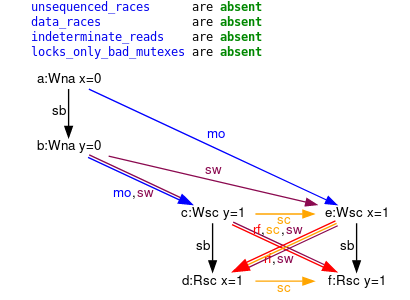 unsequenced_races are absent
data_races are absent
indeterminate_reads are absent
locks_only_bad_mutexes are absent
a:Wna x=0
sb
mo
b:Wna y=0
sw
mo,sw
c:Wsc y=1
e:Wsc x=1
sc
rf,sc,sw
sb
sb
rf,sw
d:Rsc x=1
f:Rsc y=1
sc